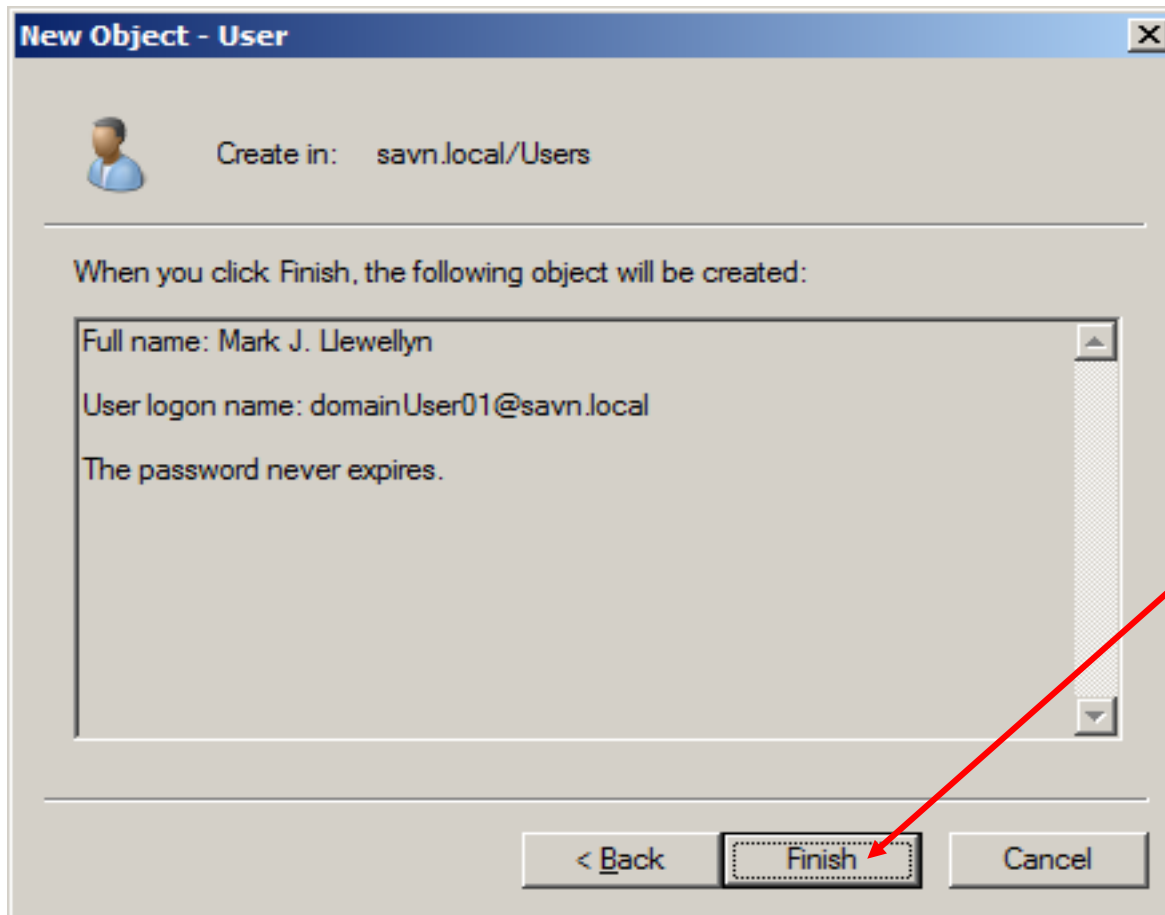 New Object - User
Create in: savn.local/Users
When you click Finish, the following object will be created:
Full name: Mark J. Llewellyn
User logon name: domainUser01@savn.local
The password never expires.
< Back Finish Cancel